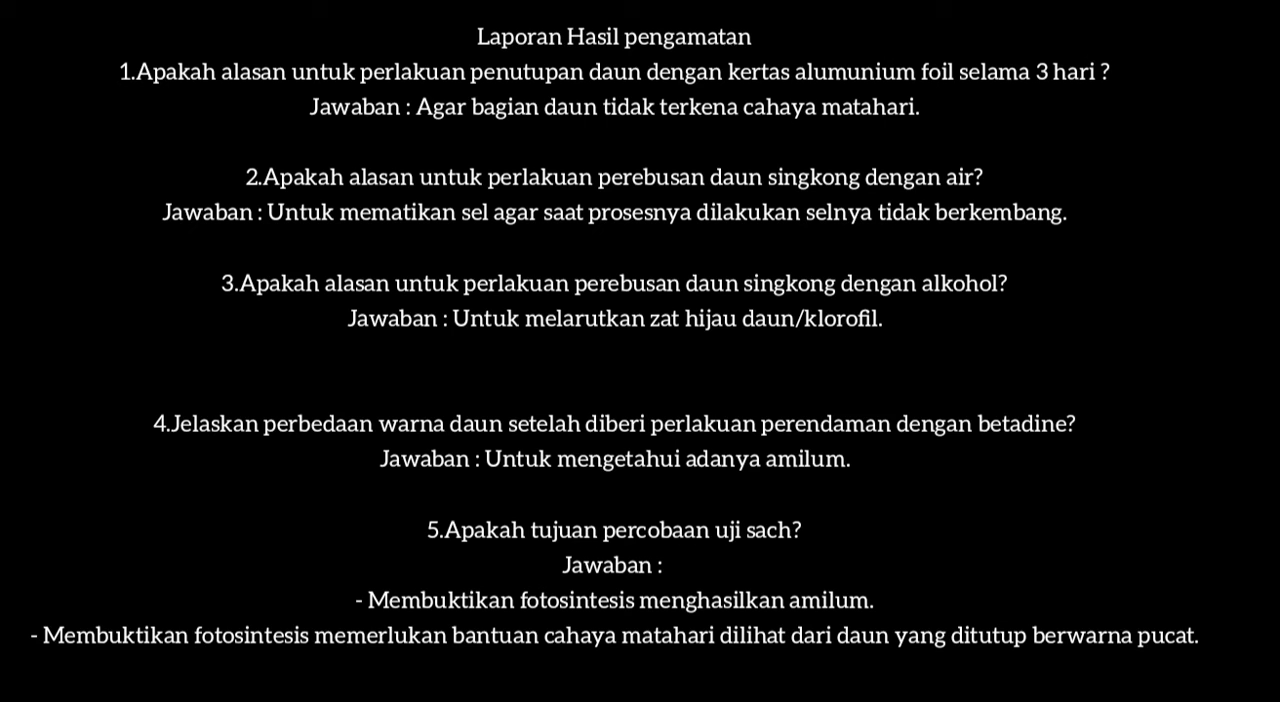 Laporan Hasil pengamatan
1.Apakah alasan untuk perlakuan penutupan daun dengan kertas alumunium foil selama 3 hari ?
Jawaban : Agar bagian daun tidak terkena cahaya matahari.
2.Apakah alasan untuk perlakuan perebusan daun singkong dengan air?
Jawaban : Untuk mematikan sel agar saat prosesnya dilakukan selnya tidak berkembang.
3.Apakah alasan untuk perlakuan perebusan daun singkong dengan alkohol?
Jawaban : Untuk melarutkan zat hijau daun/klorofil.
4.Jelaskan perbedaan warna daun setelah diberi perlakuan perendaman dengan betadine?
Jawaban : Untuk mengetahui adanya amilum.
5.Apakah tujuan percobaan uji sach?
Jawaban :
- Membuktikan fotosintesis menghasilkan amilum.
- Membuktikan fotosintesis memerlukan bantuan cahaya matahari dilihat dari daun yang ditutup berwarna pucat.